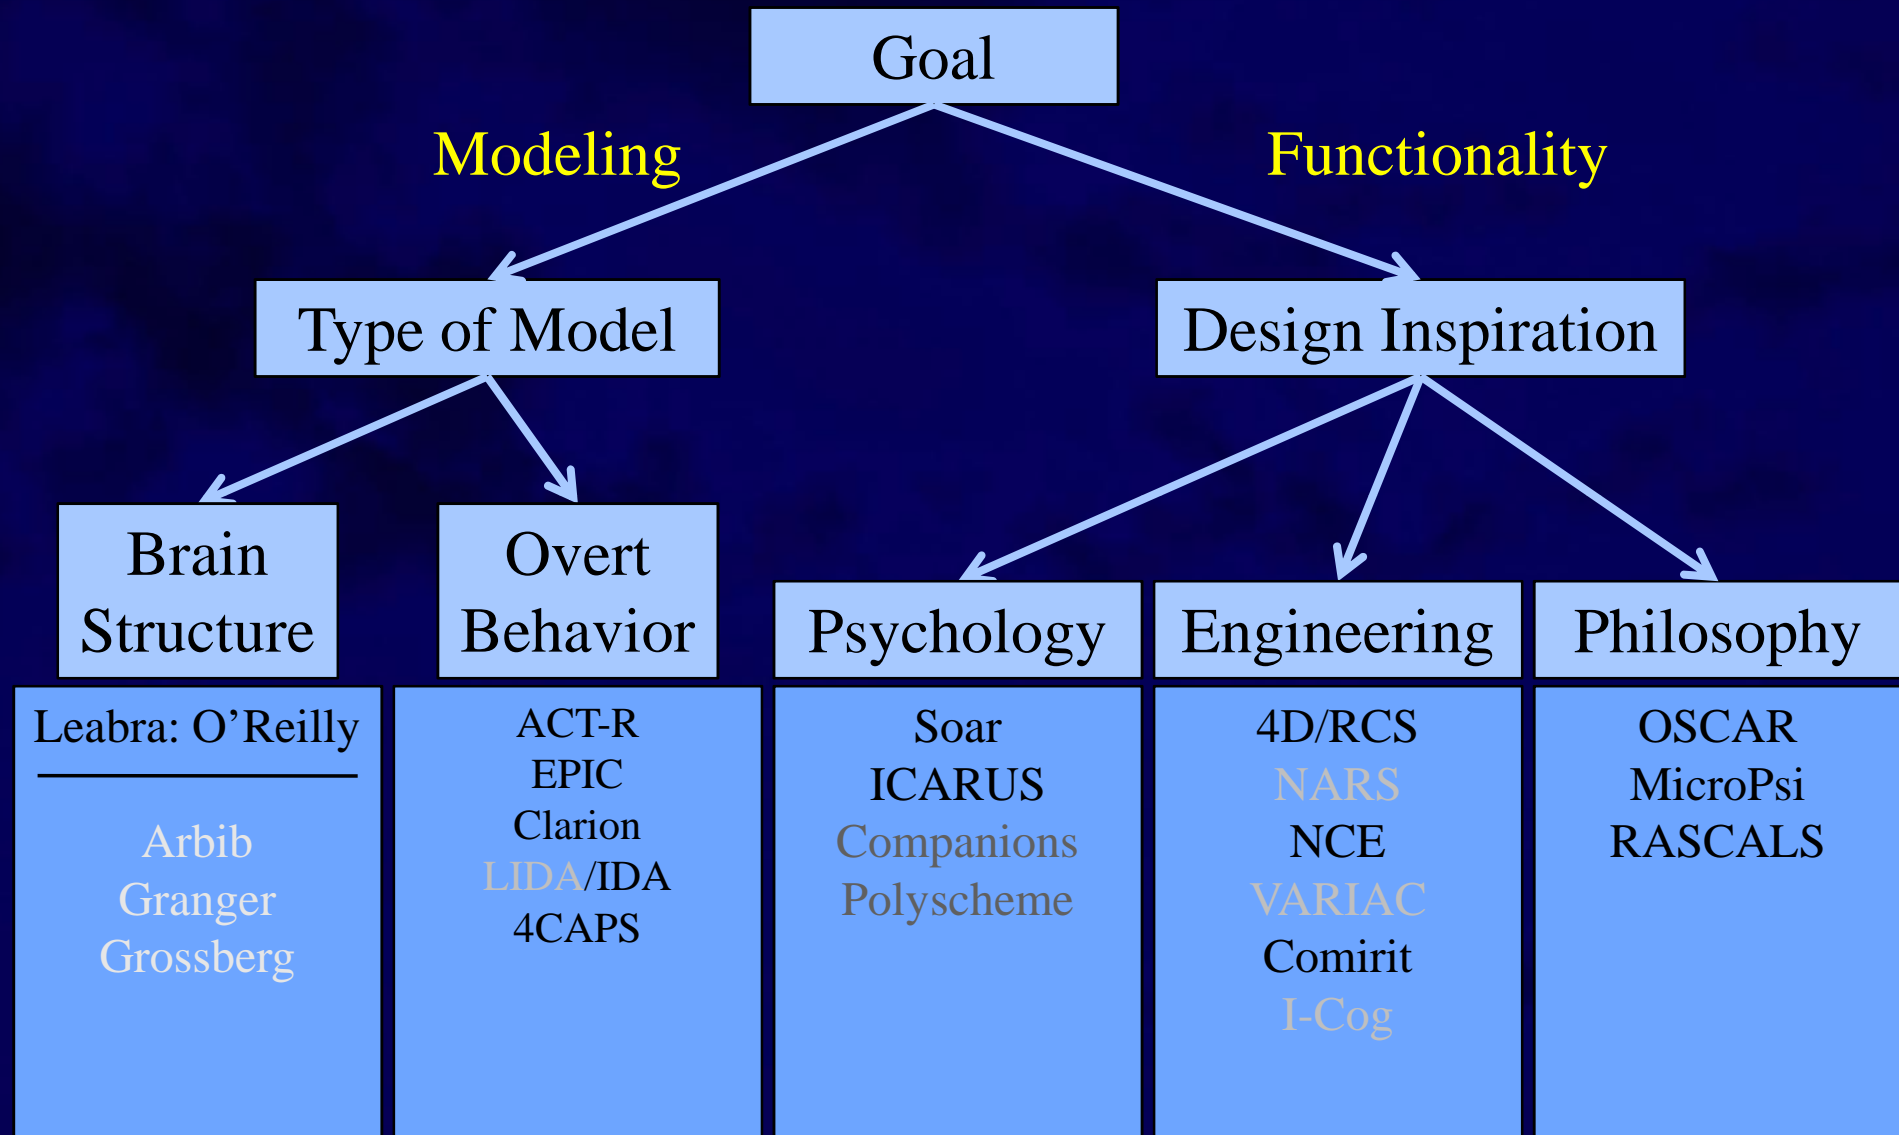 Goal
Modeling
Functionality
Type of Model
Design Inspiration
Brain
Structure
Overt
Behavior
Psychology
Engineering
Philosophy
Leabra: O’Reilly
Arbib
Granger
Grossberg
ACT-R
EPIC
Clarion
LIDA/IDA
4CAPS
Soar
ICARUS
Companions
Polyscheme
4D/RCS
NARS
NCE
VARIAC
Comirit
I-Cog
OSCAR
MicroPsi
RASCALS